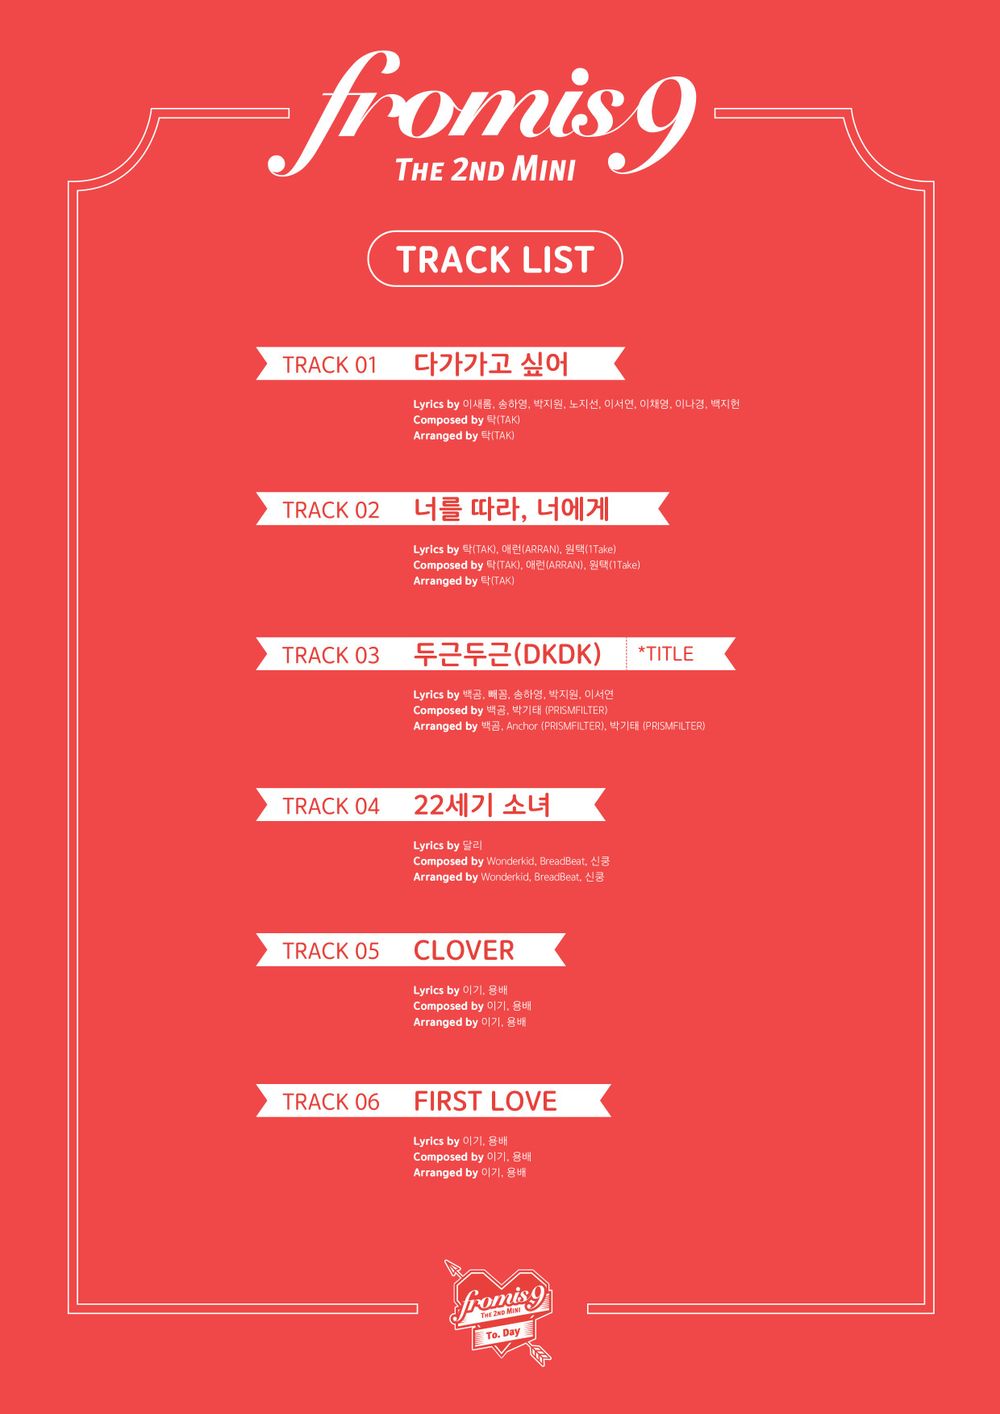 fromis9
THE 2ND MINI
TRACK LIST
TRACK 01 다가가고 싶어
Lyrics by 이새롬, 송하영, 박지원, 노지선, 이서연, 이채영, 이나경, 백지헌
Composed by 탁(TAK)
Arranged by 탁(TAK)
TRACK 02 너를 따라, 너에게
Lyrics by 탁(TAK), 애런(ARRAN), 원택(1Take)
Composed by 탁(TAK), 애런(ARRAN), 원택(1Take)
Arranged by 탁(TAK)
TRACK 03 두근두근(DKDK) *TITLE
Lyrics by 백곰, 빼꼼, 송하영, 박지원, 이서연
Composed by 백곰, 박기태 (PRISMFILTER)
Arranged by 백곰, Anchor (PRISMFILTER), 박기태 (PRISMFILTER)
TRACK 04 22세기 소녀
Lyrics by 달리
Composed by Wonderkid, BreadBeat, 신쿵
Arranged by Wonderkid, BreadBeat, 신쿵
TRACK 05 CLOVER
Lyrics by 이기, 용배
Composed by 이기, 용배
Arranged by 이기, 용배
TRACK 06 FIRST LOVE
Lyrics by 이기, 용배
Composed by 이기, 용배
Arranged by 이기, 용배
fromis9
THE 2ND MINI
To. Day